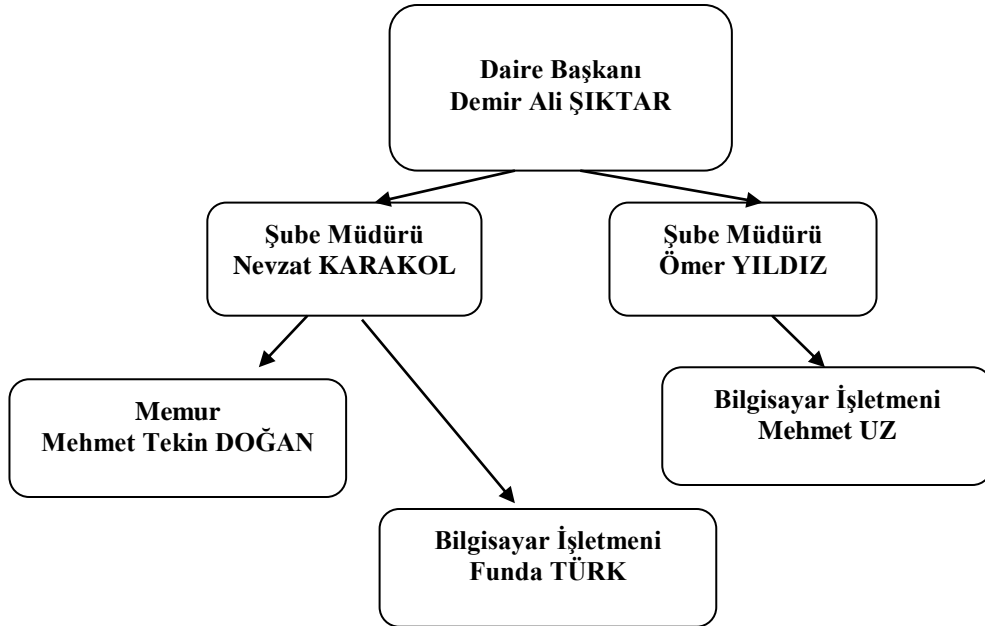 Daire Başkanı
Demir Ali ŞIKTAR
Şube Müdürü
Nevzat KARAKOL
Şube Müdürü
Ömer YILDIZ
Memur
Mehmet Tekin DOĞAN
Bilgisayar İşletmeni
Mehmet UZ
Bilgisayar İşletmeni
Funda TÜRK